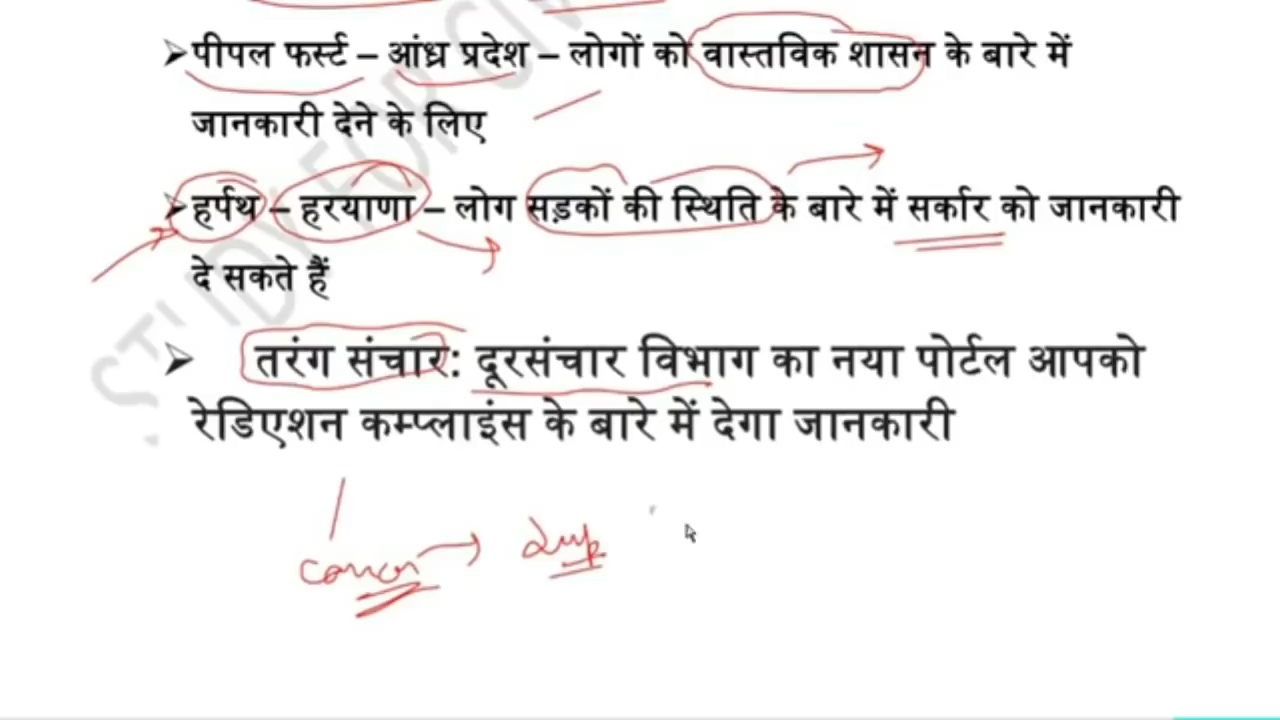 ➢पीपल फर्स्ट – आंध्र प्रदेश – लोगों को वास्तविक शासन के बारे में
जानकारी देने के लिए
➢हर्पथ – हरयाणा – लोग सड़कों की स्थिति के बारे में सर्कार को जानकारी
दे सकते हैं
➢ तरंग संचार: दूरसंचार विभाग का नया पोर्टल आपको
रेडिएशन कम्प्लाइंस के बारे में देगा जानकारी